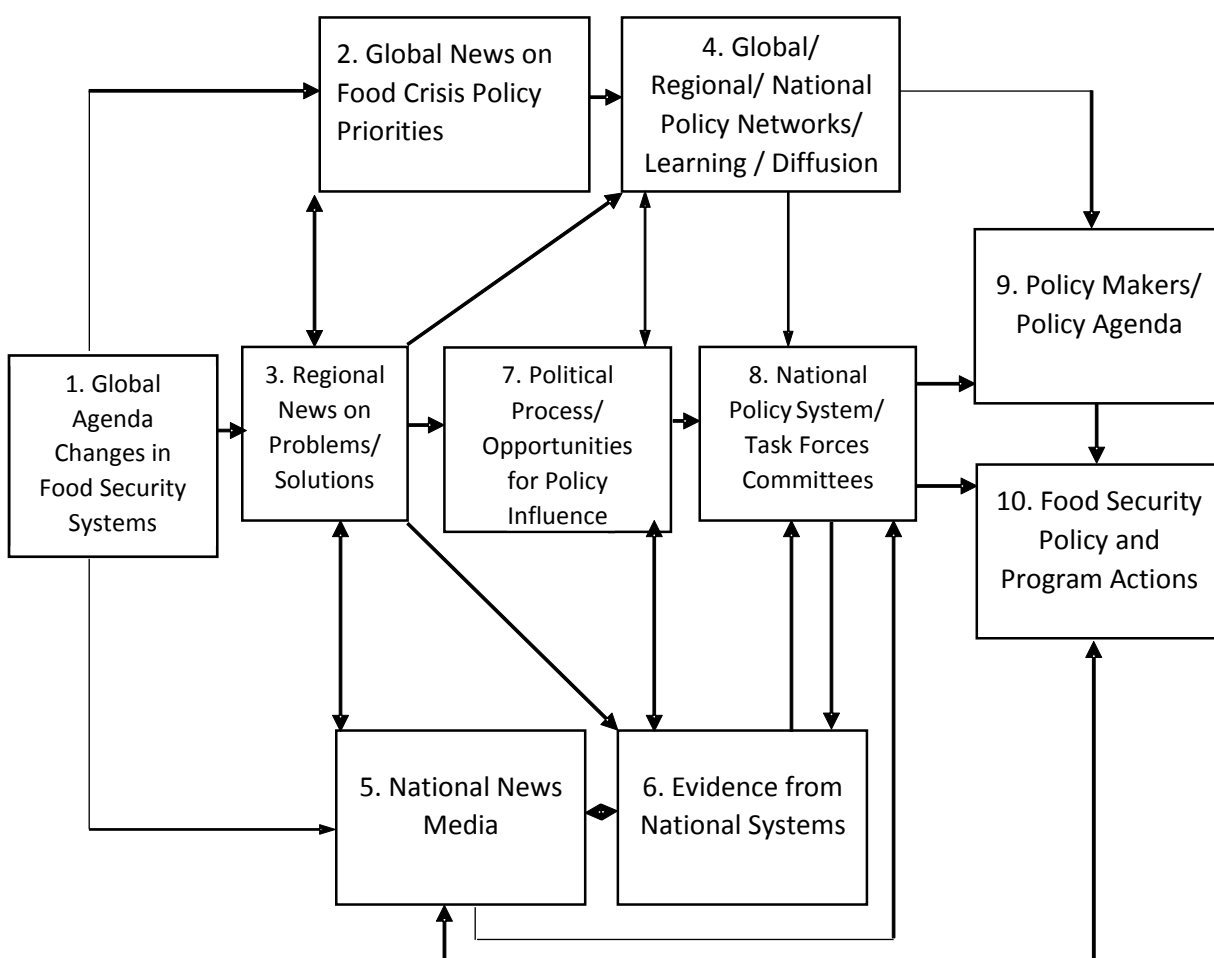 2. Global News on
Food Crisis Policy
Priorities
4. Global/
Regional/ National
Policy Networks/
Learning / Diffusion
9. Policy Makers/
Policy Agenda
1. Global
Agenda
Changes in
Food Security
Systems
3. Regional
News on
Problems/
Solutions
7. Political
Process/
Opportunities
for Policy
Influence
8. National
Policy System/
Task Forces
Committees
10. Food Security
Policy and
Program Actions
5. National News
Media
6. Evidence from
National Systems